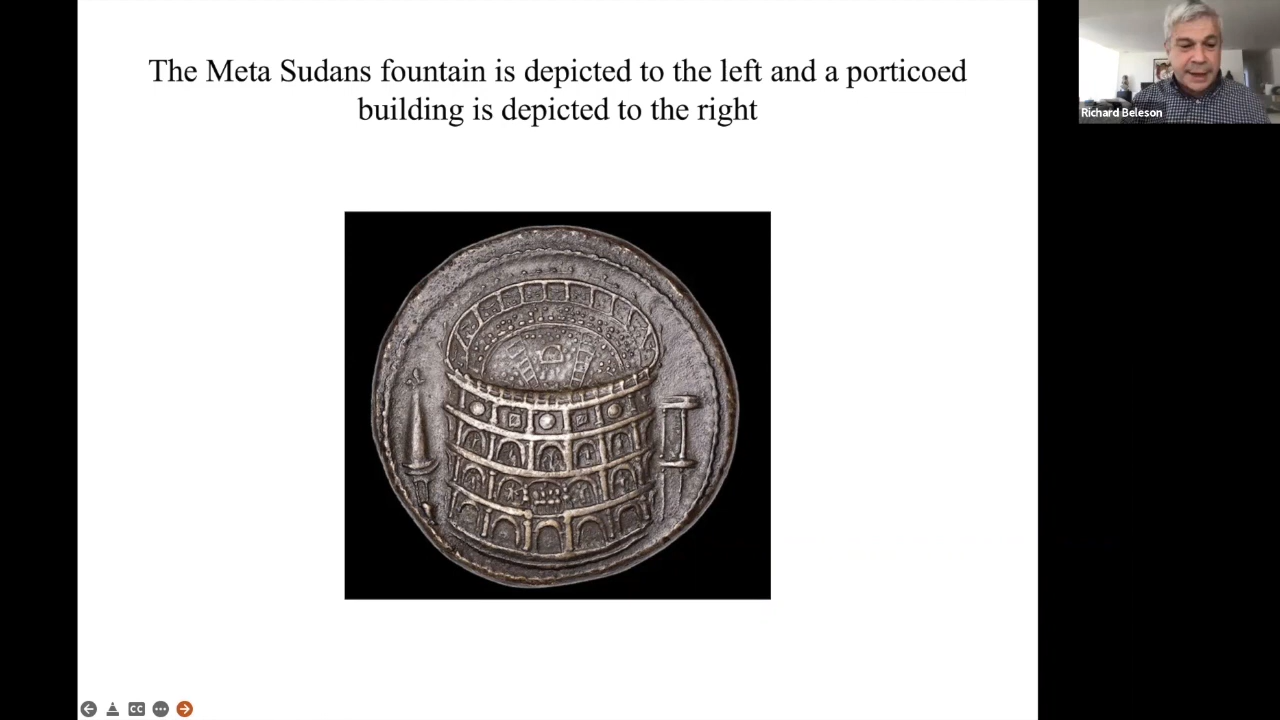 The Meta Sudans fountain is depicted to the left and a porticoed
building is depicted to the right
Richard Beleson
CC